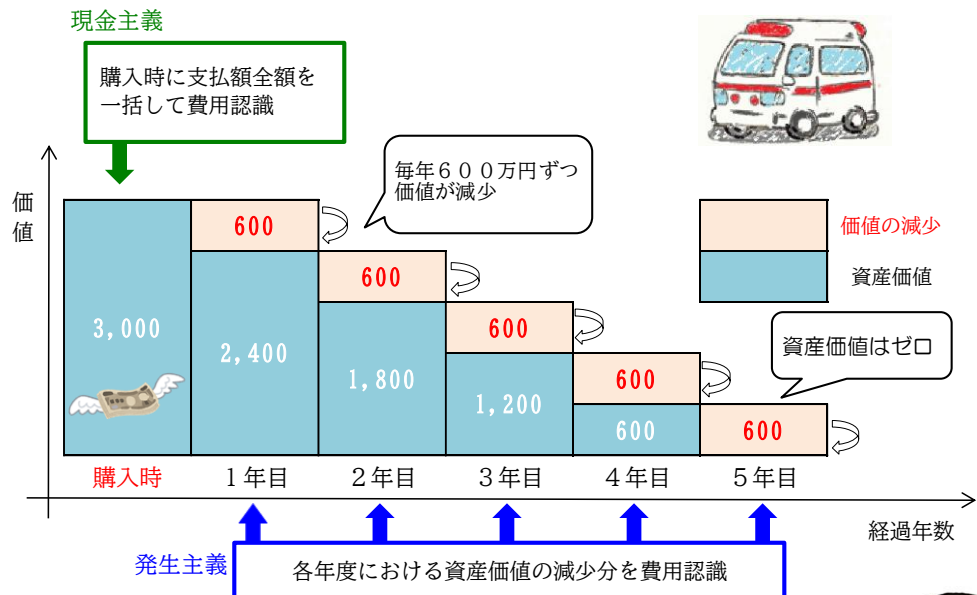 現金主義
購入時に支払額全額を
一括して費用認識
毎年６００万円ずつ
価値が減少
価値
600
価値の減少
資産価値
600
3,000
2,400
600
資産価値はゼロ
1,800
600
1,200
600
600
購入時
１年目
２年目
３年目
４年目
５年目
経過年数
発生主義
各年度における資産価値の減少分を費用認識